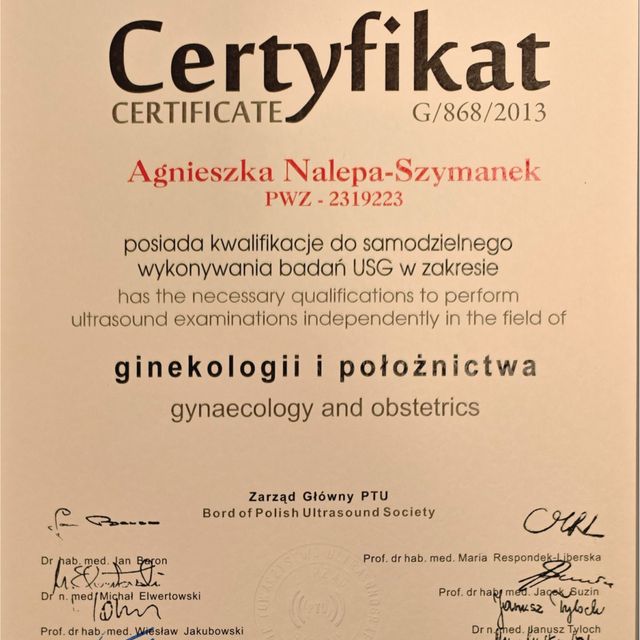 Certyfikat
CERTIFICATE G/868/2013
Agnieszka Nalepa-Szymanek
PWZ - 2319223
posiada kwalifikacje do samodzielnego
wykonywania badań USG w zakresie
has the necessary qualifications to perform
ultrasound examinations independently in the field of
ginekologii i położnictwa
gynaecology and obstetrics
Zarząd Główny PTU
Bord of Polish Ultrasound Society
Dr hab. med. Jan Baron
Prof. dr hab. med. Maria Respondek-Liberska
Dr n. med. Michał Elwertowski
Prof. dr hab. med. Jacek Suzin
Prof. dr hab. med. Wiesław Jakubowski
Dr n. med. Janusz Tyloch
Janusz Tyloch